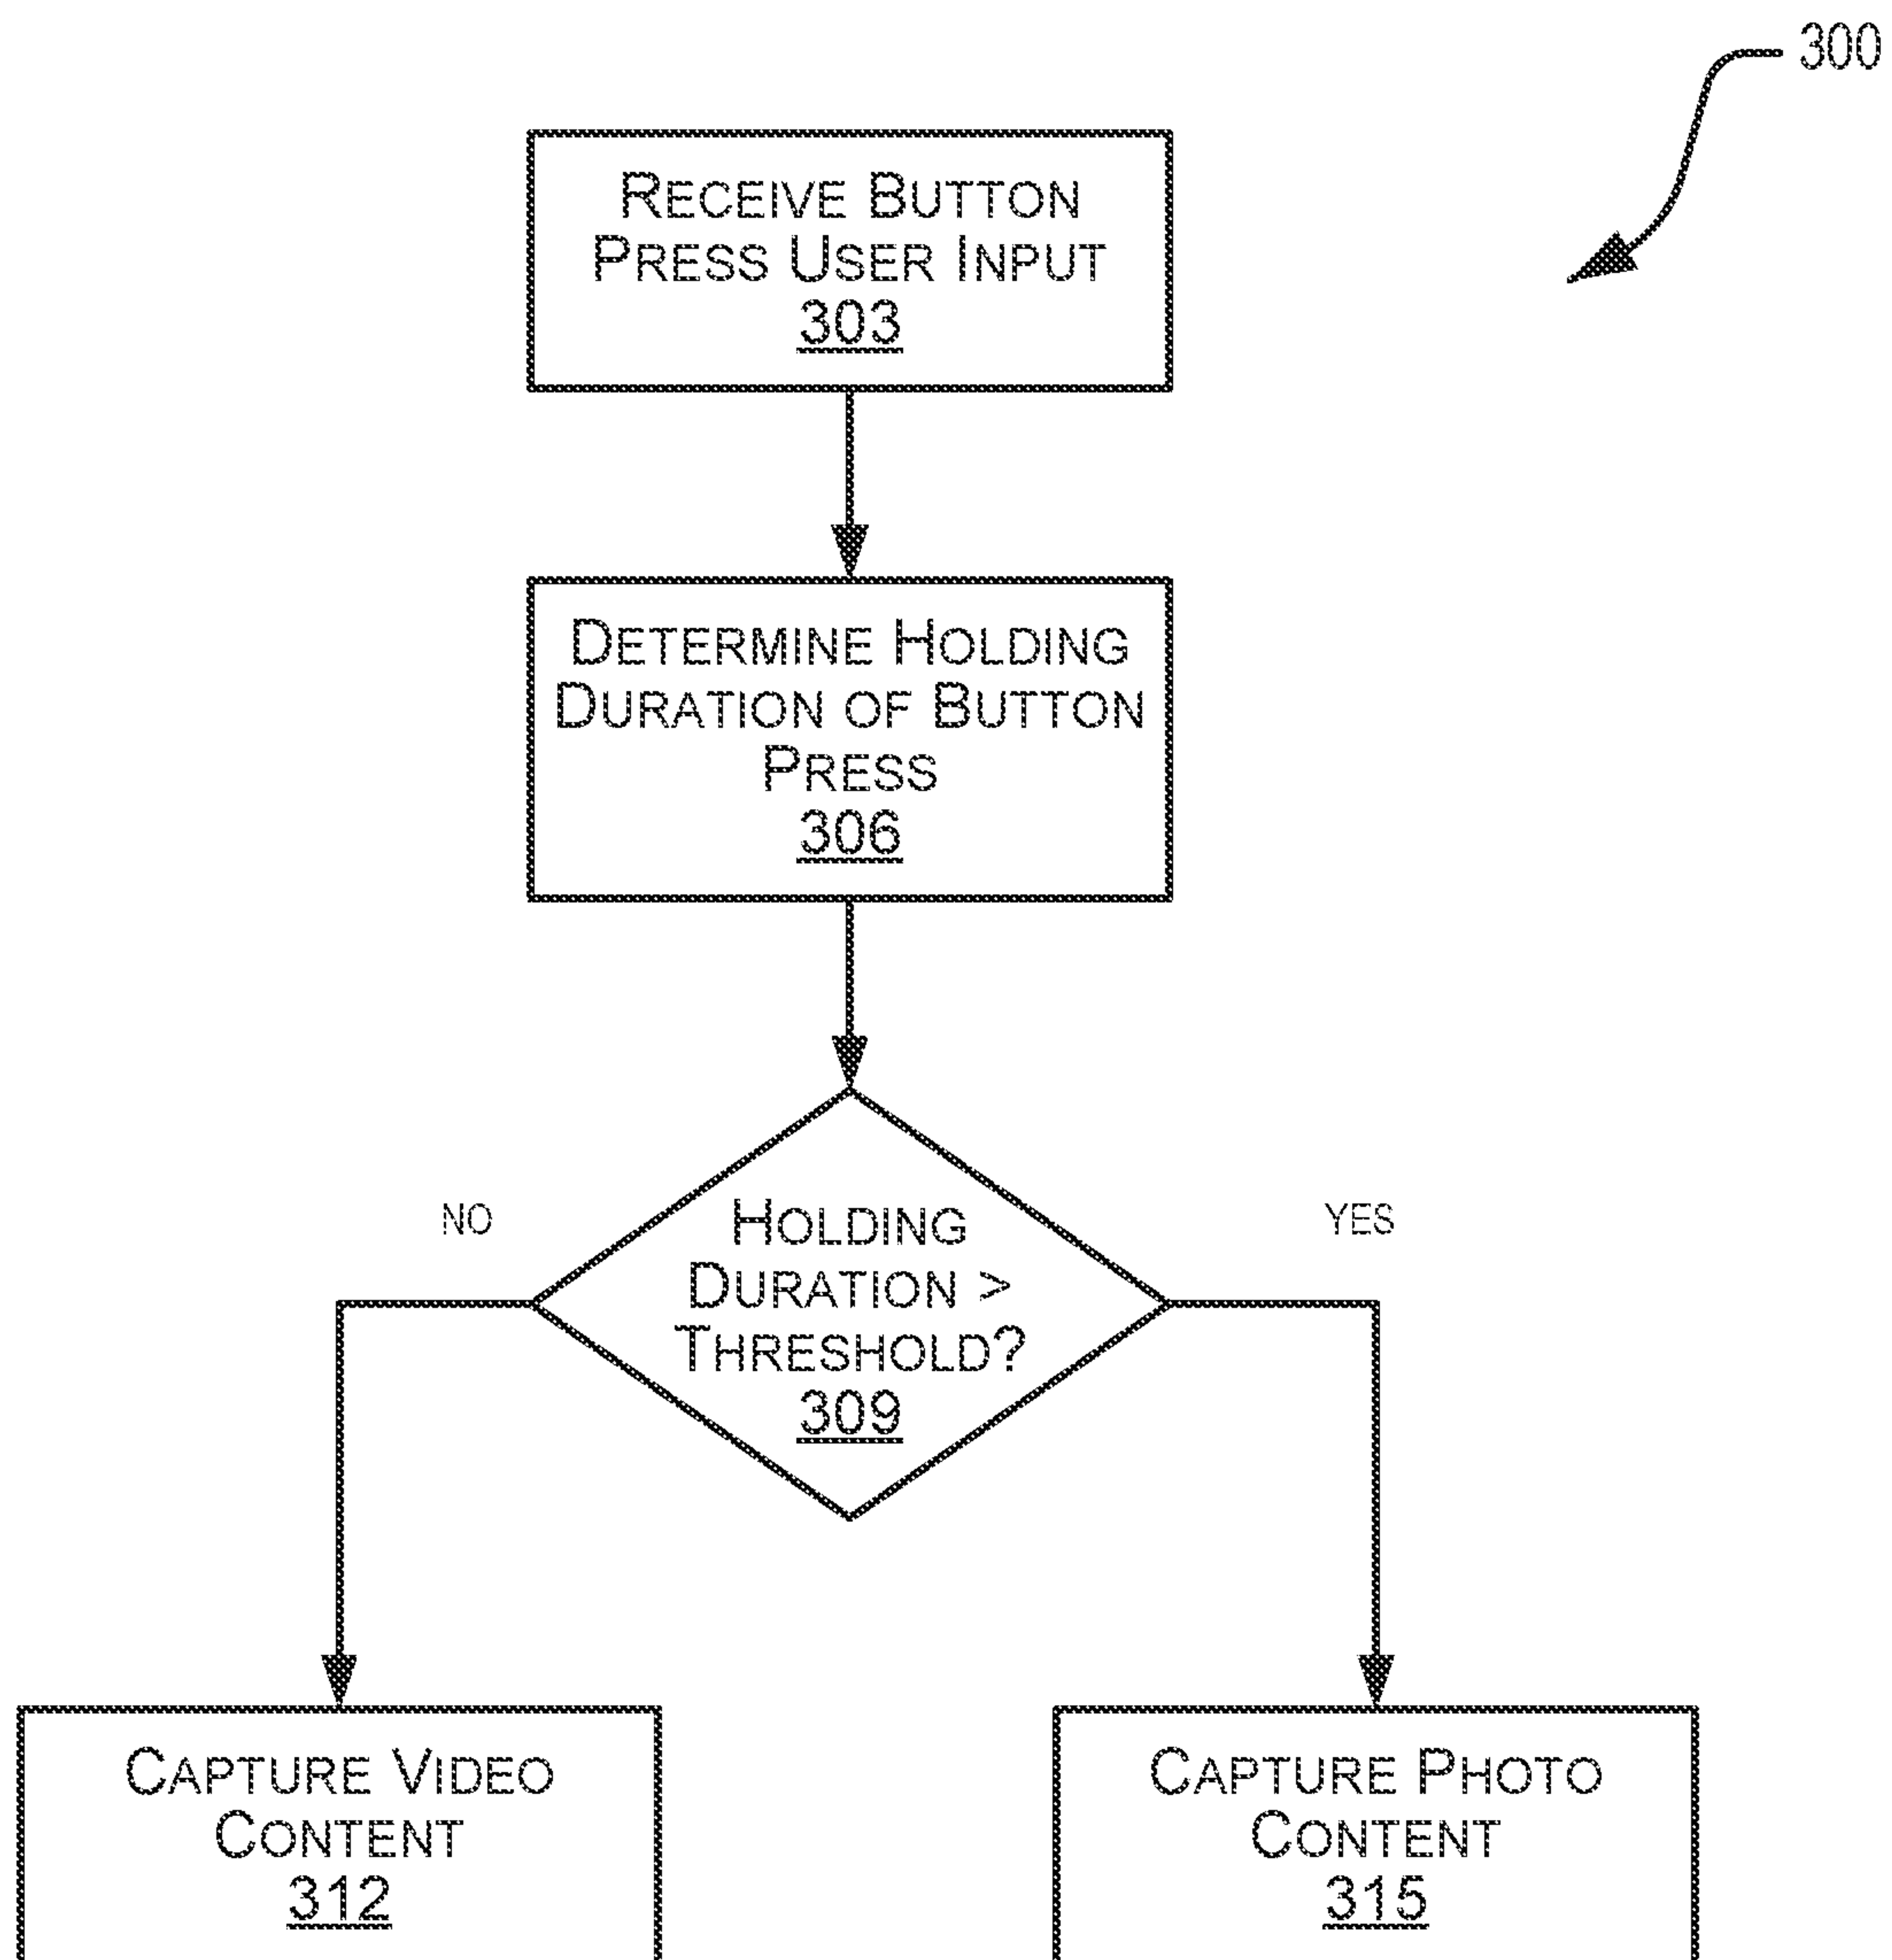 300
RECEIVE BUTTON
PRESS USER INPUT
303
DETERMINE HOLDING
DURATION OF BUTTON
PRESS
306
NO
YES
HOLDING
DURATION >
THRESHOLD?
309
CAPTURE VIDEO
CONTENT
312
CAPTURE PHOTO
CONTENT
315